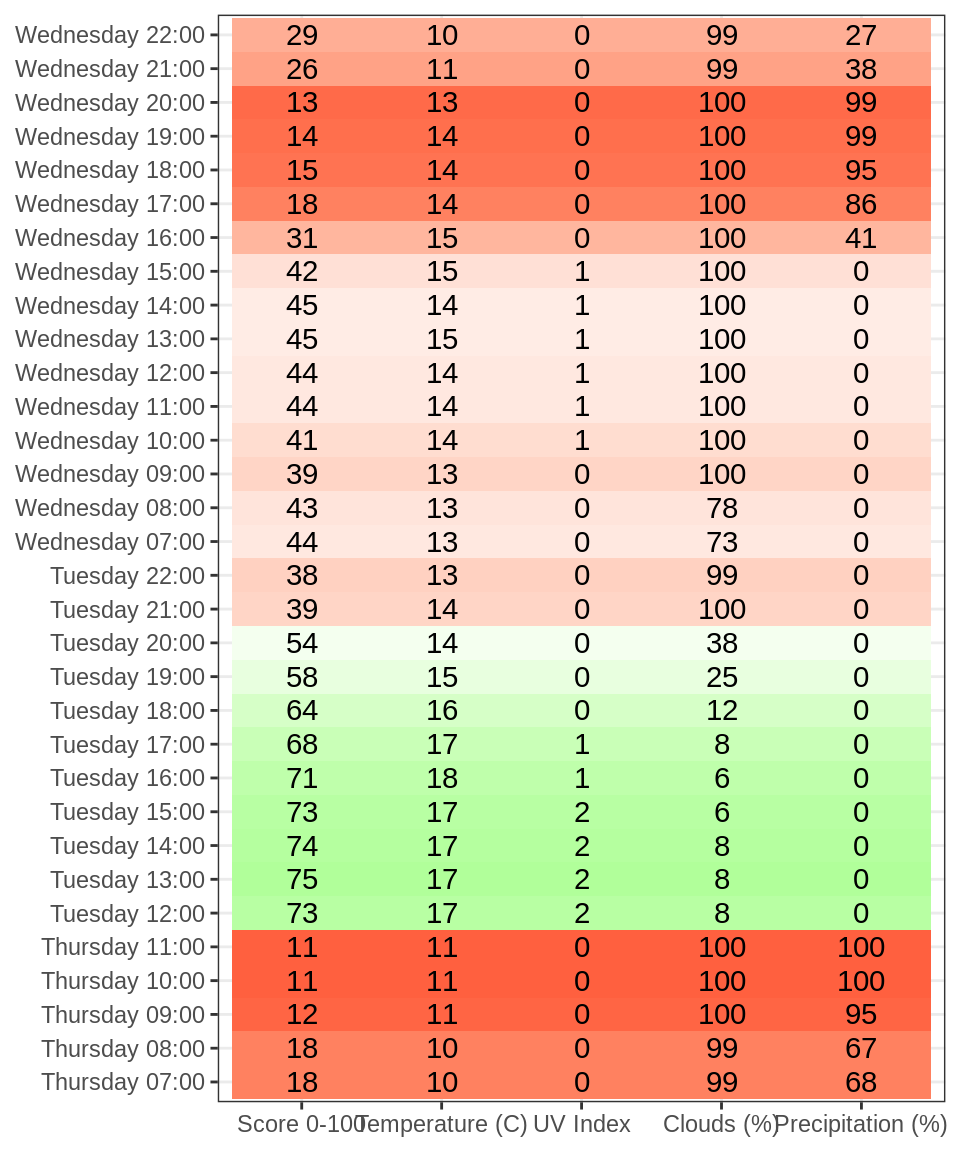 Wednesday 22:00 29 10 0 99 27
Wednesday 21:00 26 11 0 99 38
Wednesday 20:00 13 13 0 100 99
Wednesday 19:00 14 14 0 100 99
Wednesday 18:00 15 14 0 100 95
Wednesday 17:00 18 14 0 100 86
Wednesday 16:00 31 15 0 100 41
Wednesday 15:00 42 15 1 100 0
Wednesday 14:00 45 14 1 100 0
Wednesday 13:00 45 15 1 100 0
Wednesday 12:00 44 14 1 100 0
Wednesday 11:00 44 14 1 100 0
Wednesday 10:00 41 14 1 100 0
Wednesday 09:00 39 13 0 100 0
Wednesday 08:00 43 13 0 78 0
Wednesday 07:00 44 13 0 73 0
Tuesday 22:00 38 13 0 99 0
Tuesday 21:00 39 14 0 100 0
Tuesday 20:00 54 14 0 38 0
Tuesday 19:00 58 15 0 25 0
Tuesday 18:00 64 16 0 12 0
Tuesday 17:00 68 17 1 8 0
Tuesday 16:00 71 18 1 6 0
Tuesday 15:00 73 17 2 6 0
Tuesday 14:00 74 17 2 8 0
Tuesday 13:00 75 17 2 8 0
Tuesday 12:00 73 17 2 8 0
Thursday 11:00 11 11 0 100 100
Thursday 10:00 11 11 0 100 100
Thursday 09:00 12 11 0 100 95
Thursday 08:00 18 10 0 99 67
Thursday 07:00 18 10 0 99 68
Score 0-100 Temperature (C) UV Index Clouds (%) Precipitation (%)